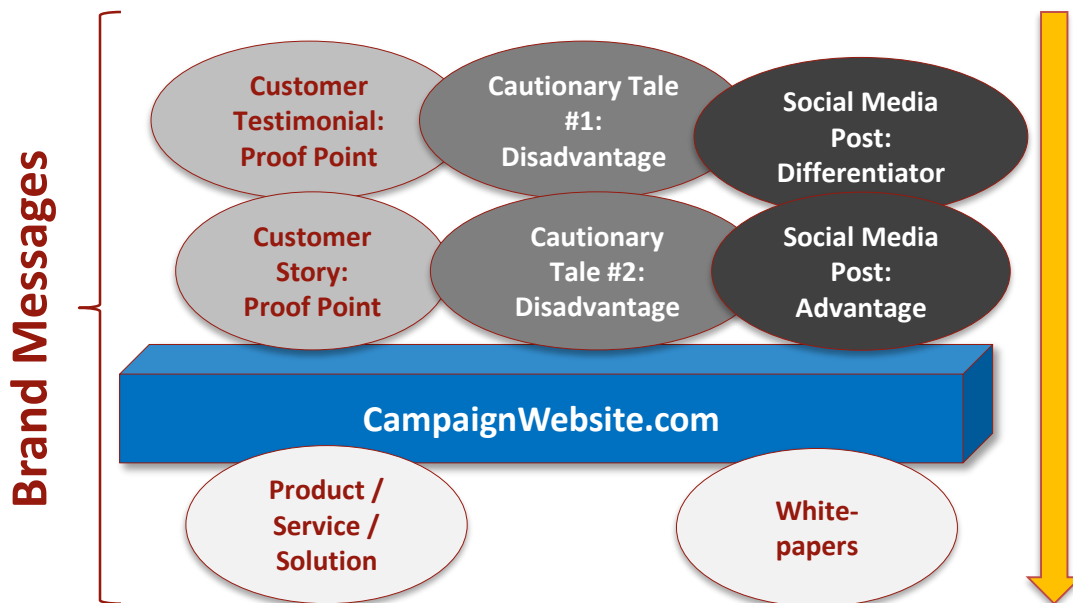 Brand Messages
Customer
Testimonial:
Proof Point
Cautionary Tale
#1:
Disadvantage
Social Media
Post:
Differentiator
Customer
Story:
Proof Point
Cautionary
Tale #2:
Disadvantage
Social Media
Post:
Advantage
CampaignWebsite.com
Product /
Service /
Solution
White-
papers